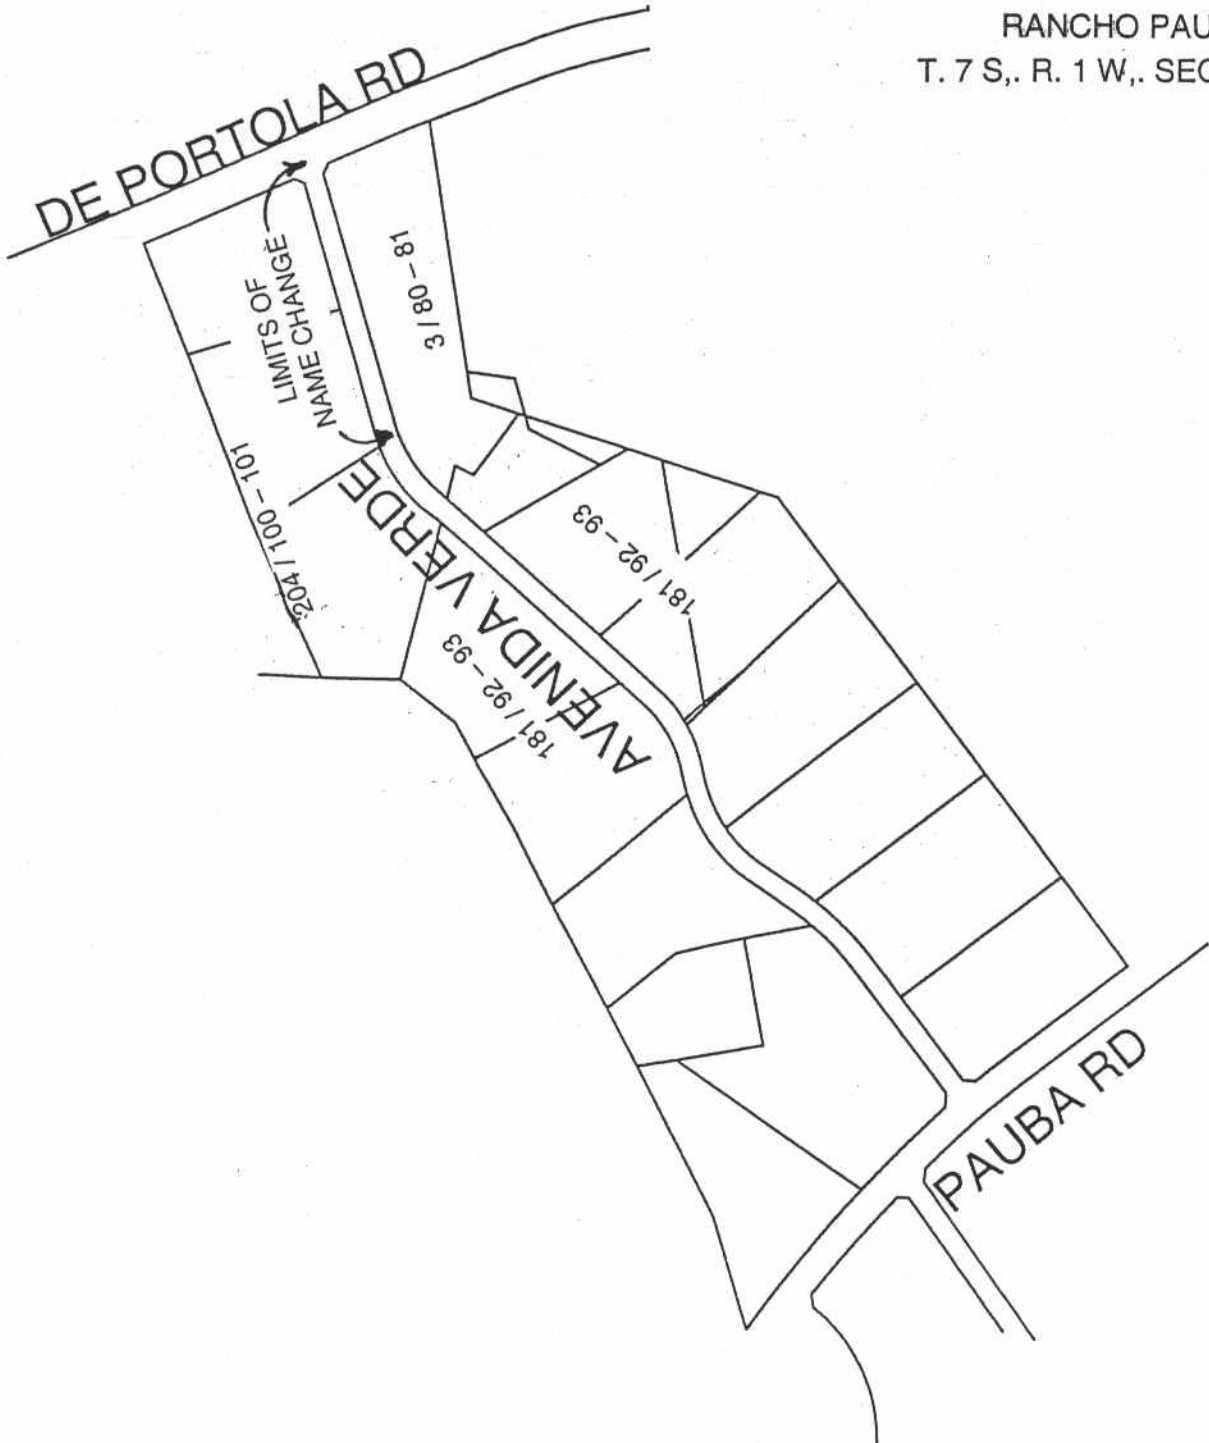 RANCHO PAU
T. 7 S,. R. 1 W,. SEC
DE PORTOLA RD
LIMITS OF
NAME CHANGE
3 / 80 – 81
204 / 100 – 101
AVENIDA VERDE
181 / 92 – 93
181 / 92 – 93
PAUBA RD